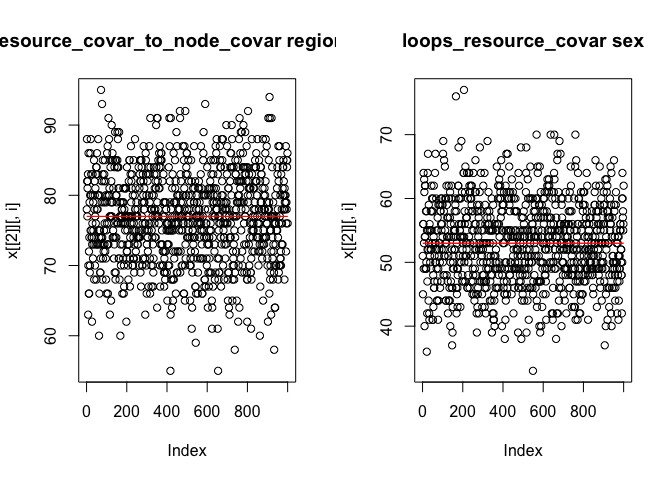 esource_covar_to_node_covar region
loops_resource_covar sex
x[[2]][, i]
90
80
70
60
0 200 400 600 800
Index
x[[2]][, i]
70
60
50
40
0 200 400 600 800
Index